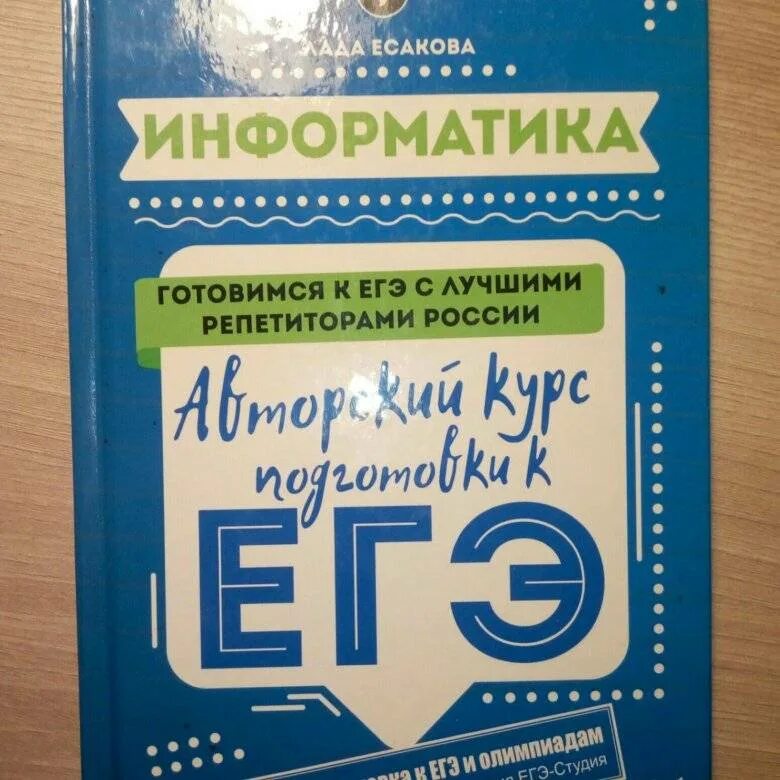 ЛАДА ЕСАКОВА
ИНФОРМАТИКА
ГОТОВИМСЯ К ЕГЭ С ЛУЧШИМИ
РЕПЕТИТОРАМИ РОССИИ
Авторский курс
подготовки к
ЕГЭ
к ЕГЭ и олимпиадам
ЕГЭ-Студия